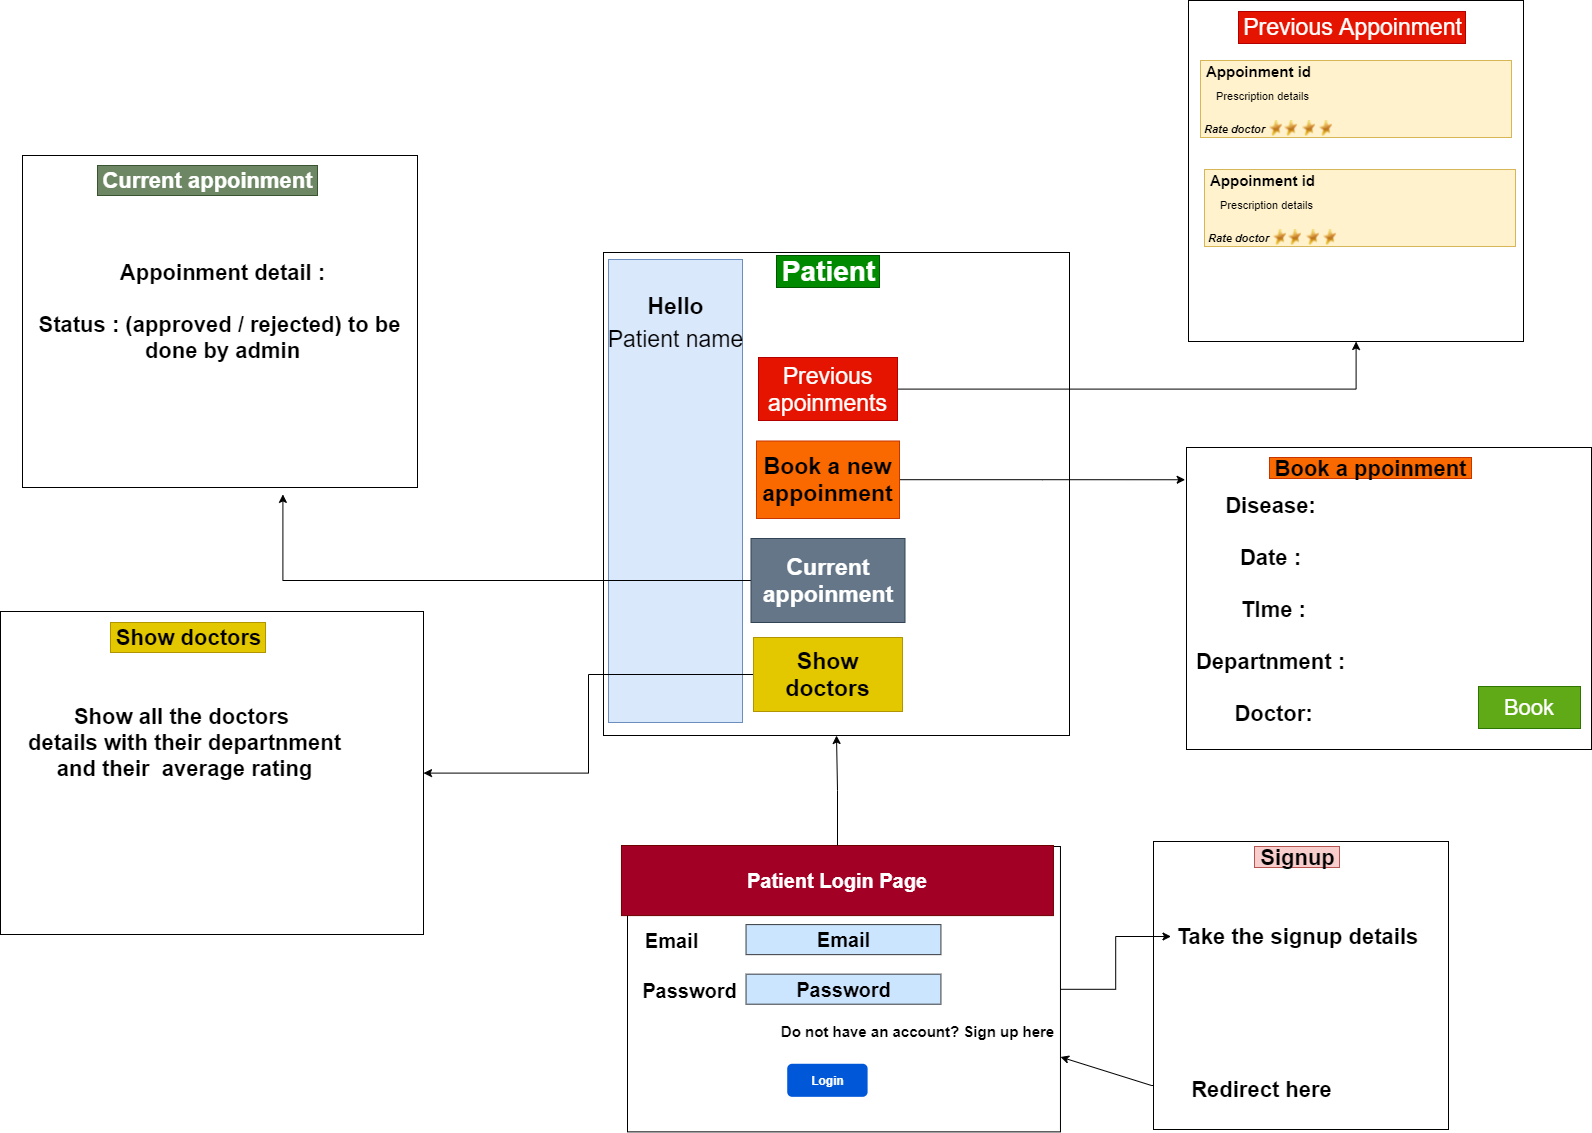 Previous Appoinment
Appoinment id
Prescription details
Rate doctor
Appoinment id
Prescription details
Rate doctor
Current appoinment
Appoinment detail :
Status : (approved / rejected) to be
done by admin
Patient
Hello
Patient name
Previous
apoinments
Book a new
appoinment
Current
appoinment
Show
doctors
Book a ppoinment
Disease:
Date :
TIme :
Departnment :
Doctor:
Book
Show doctors
Show all the doctors
details with their departnment
and their average rating
Patient Login Page
Email
Email
Password
Password
Do not have an account? Sign up here
Login
Signup
Take the signup details
Redirect here